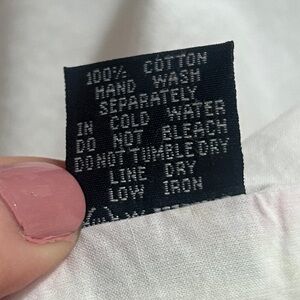 100% COTTON
HAND WASH
SEPARATELY
IN COLD WATER
DO NOT BLEACH
DO NOT TUMBLE DRY
LINE DRY
LOW IRON